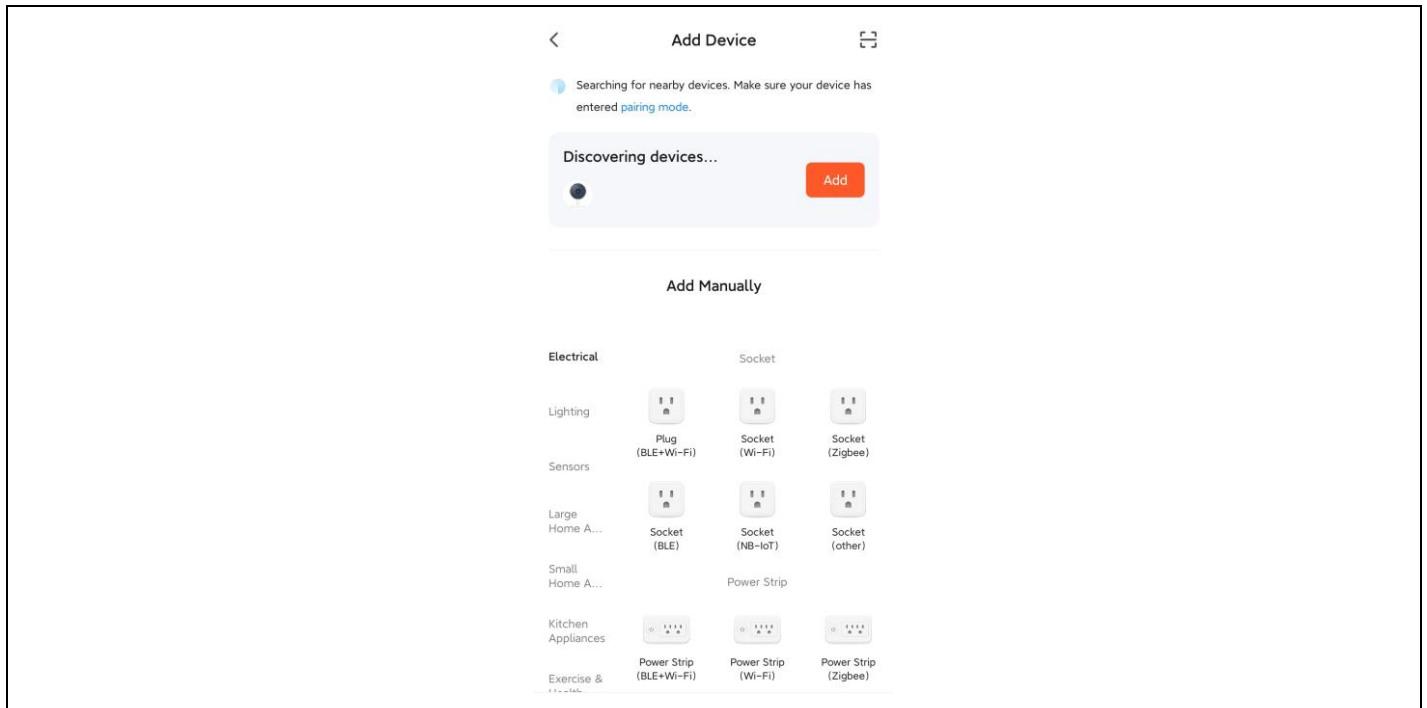 Add Device
Searching for nearby devices. Make sure your device has
entered pairing mode.
Discovering devices...
Add
Add Manually
Electrical
Lighting
Sensors
Large
Home A...
Small
Home A...
Kitchen
Appliances
Exercise &
Socket
Plug
(BLE+Wi-Fi)
Socket
(Wi-Fi)
Socket
(Zigbee)
Socket
(BLE)
Socket
(NB-IoT)
Socket
(other)
Power Strip
Power Strip
(BLE+Wi-Fi)
Power Strip
(Wi-Fi)
Power Strip
(Zigbee)